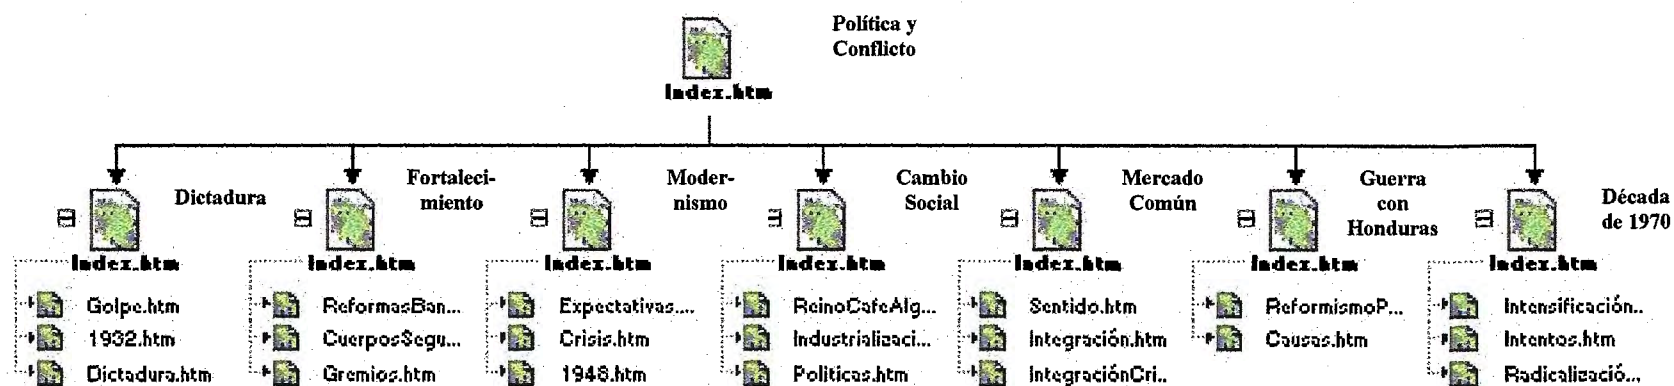 Política y
Conflicto
Index.htm
Dictadura
Index.htm
Golpe.htm
1932.htm
Dictadura.htm
Fortaleci-
miento
Index.htm
ReformasBan...
CuerposSegu...
Gremios.htm
Moder-
nismo
Index.htm
Expectativas....
Crisis.htm
1948.htm
Cambio
Social
Index.htm
ReinoCafeAlg...
Industrializaci...
Politicas.htm
Mercado
Común
Index.htm
Sentido.htm
Integración.htm
IntegraciónCri..
Guerra
con
Honduras
Index.htm
ReformismoP...
Causas.htm
Década
de 1970
Index.htm
Intensificación..
Intentos.htm
Radicalizació...